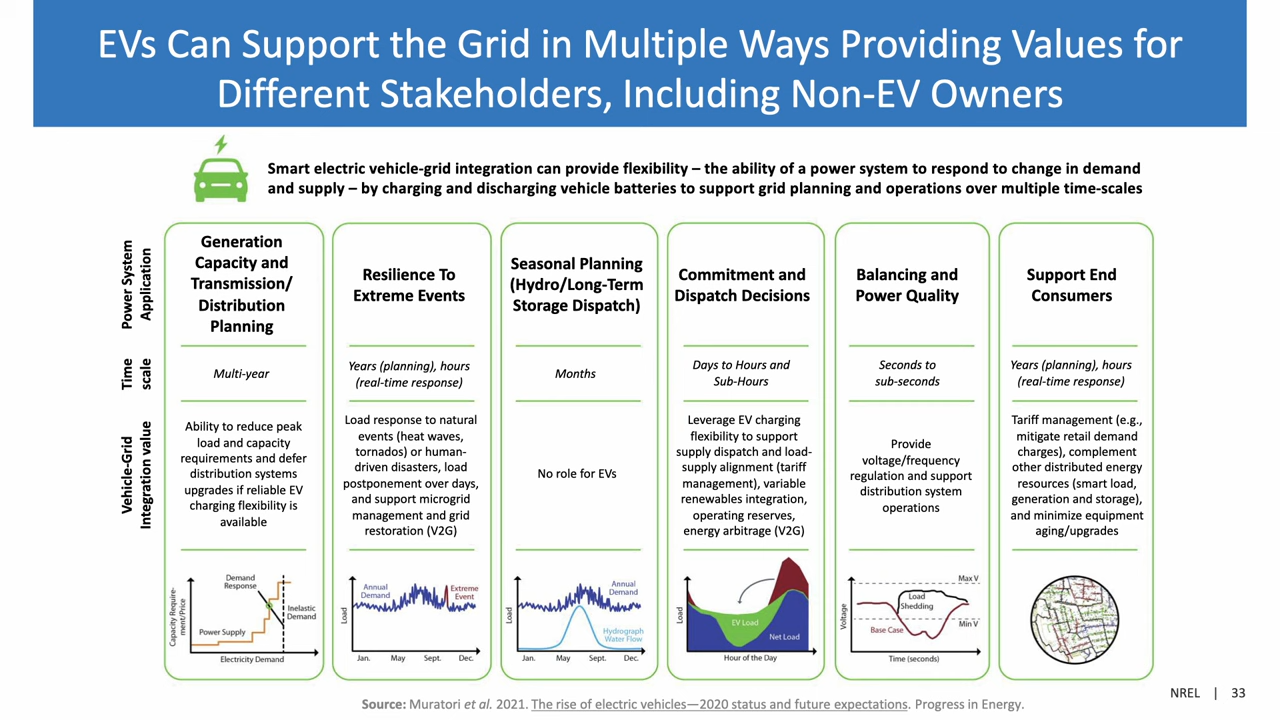 EVs Can Support the Grid in Multiple Ways Providing Values for
Different Stakeholders, Including Non-EV Owners
Smart electric vehicle-grid integration can provide flexibility – the ability of a power system to respond to change in demand
and supply – by charging and discharging vehicle batteries to support grid planning and operations over multiple time-scales
Power System
Application
Generation
Capacity and
Transmission/
Distribution
Planning
Resilience To
Extreme Events
Seasonal Planning
(Hydro/Long-Term
Storage Dispatch)
Commitment and
Dispatch Decisions
Balancing and
Power Quality
Support End
Consumers
Time
scale
Multi-year
Years (planning), hours
(real-time response)
Months
Days to Hours and
Sub-Hours
Seconds to
sub-seconds
Years (planning), hours
(real-time response)
Vehicle-Grid
Integration value
Ability to reduce peak
load and capacity
requirements and defer
distribution systems
upgrades if reliable EV
charging flexibility is
available
Load response to natural
events (heat waves,
tornados) or human-
driven disasters, load
postponement over days,
and support microgrid
management and grid
restoration (V2G)
No role for EVs
Leverage EV charging
flexibility to support
supply dispatch and load-
supply alignment (tariff
management), variable
renewables integration,
operating reserves,
energy arbitrage (V2G)
Provide
voltage/frequency
regulation and support
distribution system
operations
Tariff management (e.g.,
mitigate retail demand
charges), complement
other distributed energy
resources (smart load,
generation and storage),
and minimize equipment
aging/upgrades
Capacity Require-
ment/Price
Demand
Response
Inelastic
Demand
Power Supply
Electricity Demand
Load
Annual
Demand
Extreme
Event
Jan. May Sept. Dec.
Load
Annual
Demand
Hydrograph
Water Flow
Jan. May Sept. Dec.
Load
EV Load
Net Load
Hour of the Day
Voltage
Max V
Load
Shedding
Min V
Base Case
Time (seconds)
NREL | 33
Source: Muratori et al. 2021. The rise of electric vehicles—2020 status and future expectations. Progress in Energy.